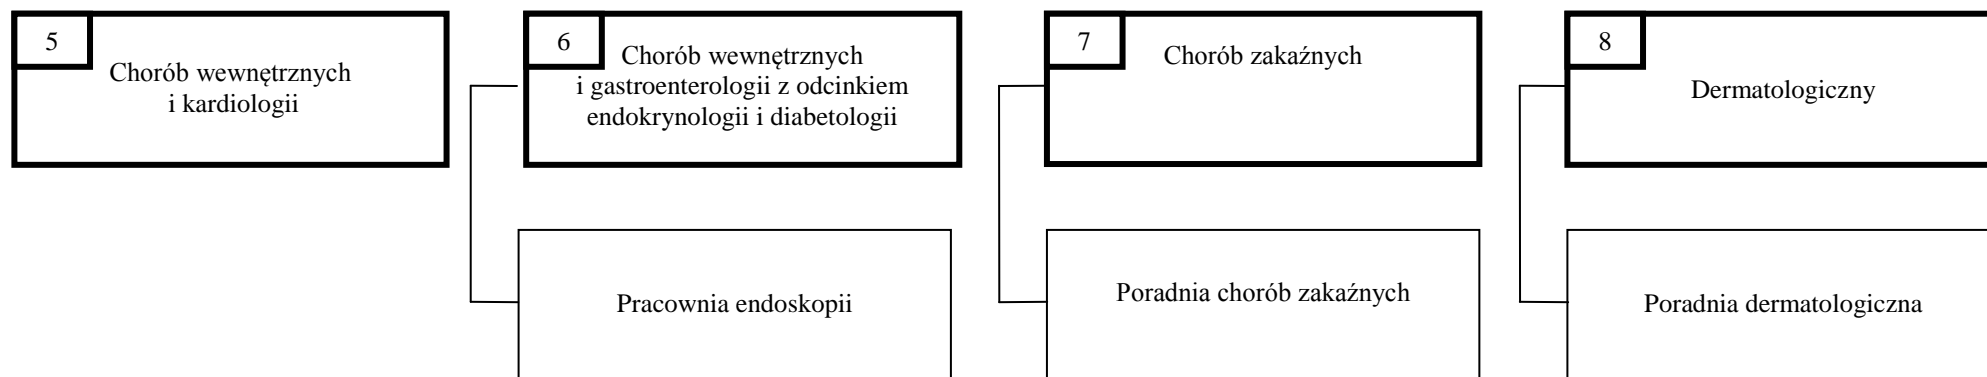 5
Chorób wewnętrznych
i kardiologii
6
Chorób wewnętrznych
i gastroenterologii z odcinkiem
endokrynologii i diabetologii
7
Chorób zakaźnych
8
Dermatologiczny
Pracownia endoskopii
Poradnia chorób zakaźnych
Poradnia dermatologiczna